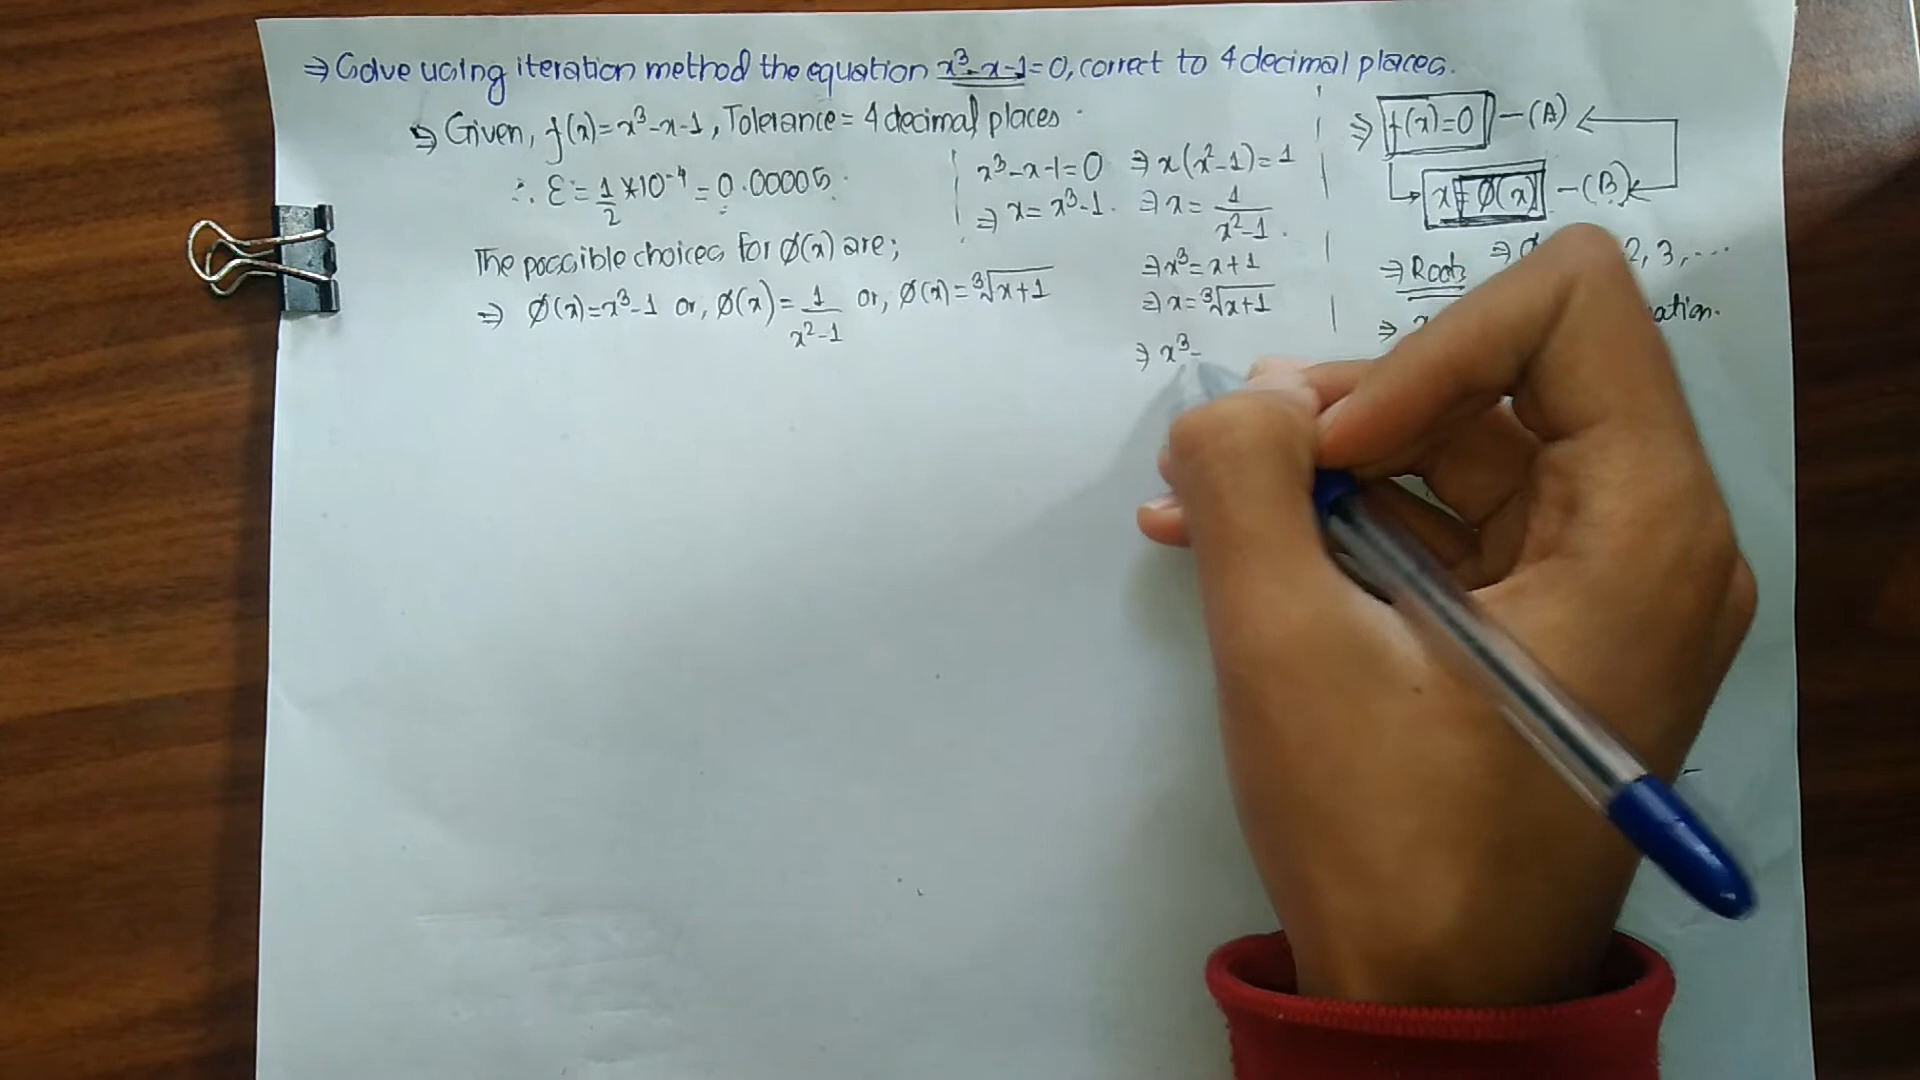 ⇒ Solve using iteration method the equation x³-x-1=0, correct to 4 decimal places.
⇒ Given, f(x)=x³-x-1, Tolerance = 4 decimal places
∴ ε = 1/2 *10⁻⁴ = 0.00005
The possible choices for ø(x) are;
⇒ ø(x)=x³-1 or, ø(x)=1/(x²-1) or, ø(x)=∛(x+1)
x³-x-1=0
⇒ x=x³-1.
⇒ x(x²-1)=1
⇒ x=1/(x²-1).
⇒ x³=x+1
⇒ x=∛(x+1)
⇒ x³-
⇒ f(x)=0 -(A)
x=ø(x) -(B)
⇒ Roots ⇒ 2, 3, ...
⇒